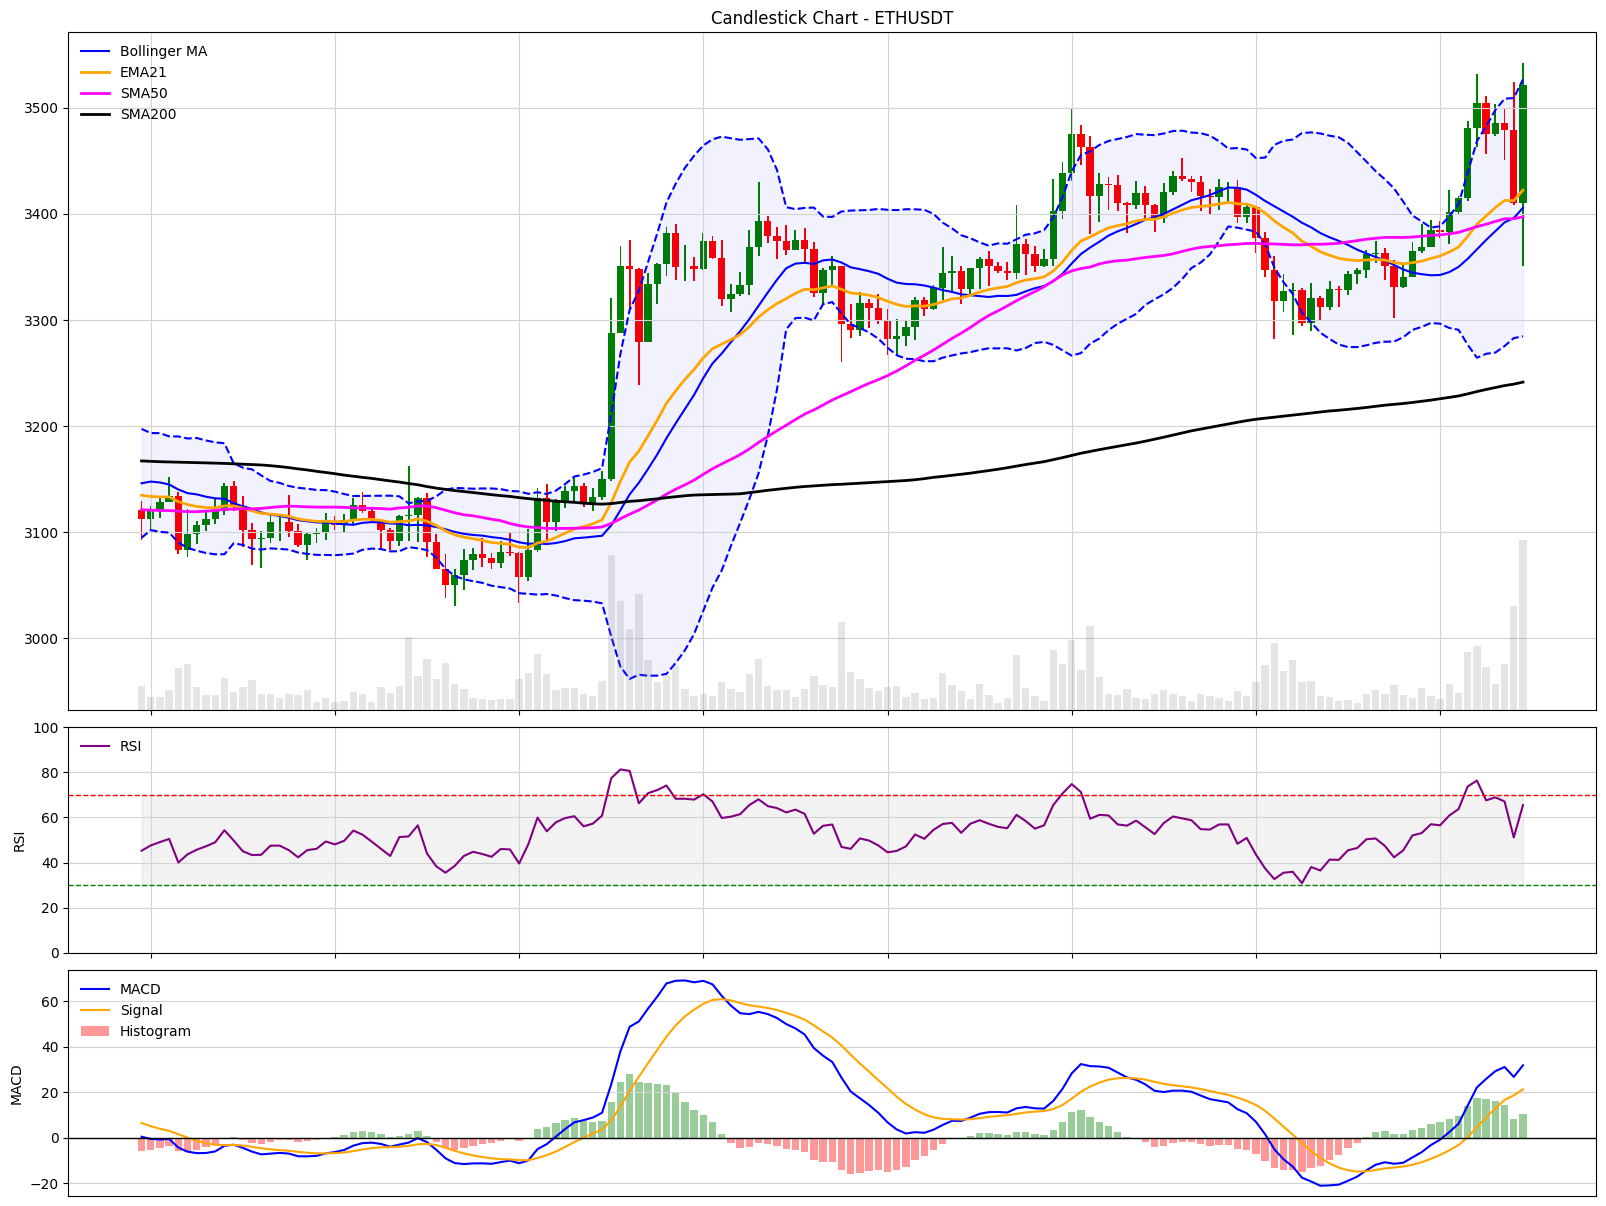 Candlestick Chart - ETHUSDT
Bollinger MA
EMA21
SMA50
SMA200
3500
3400
3300
3200
3100
3000
100
80
60
40
20
0
RSI
RSI
60
40
20
0
−20
MACD
MACD
Signal
Histogram